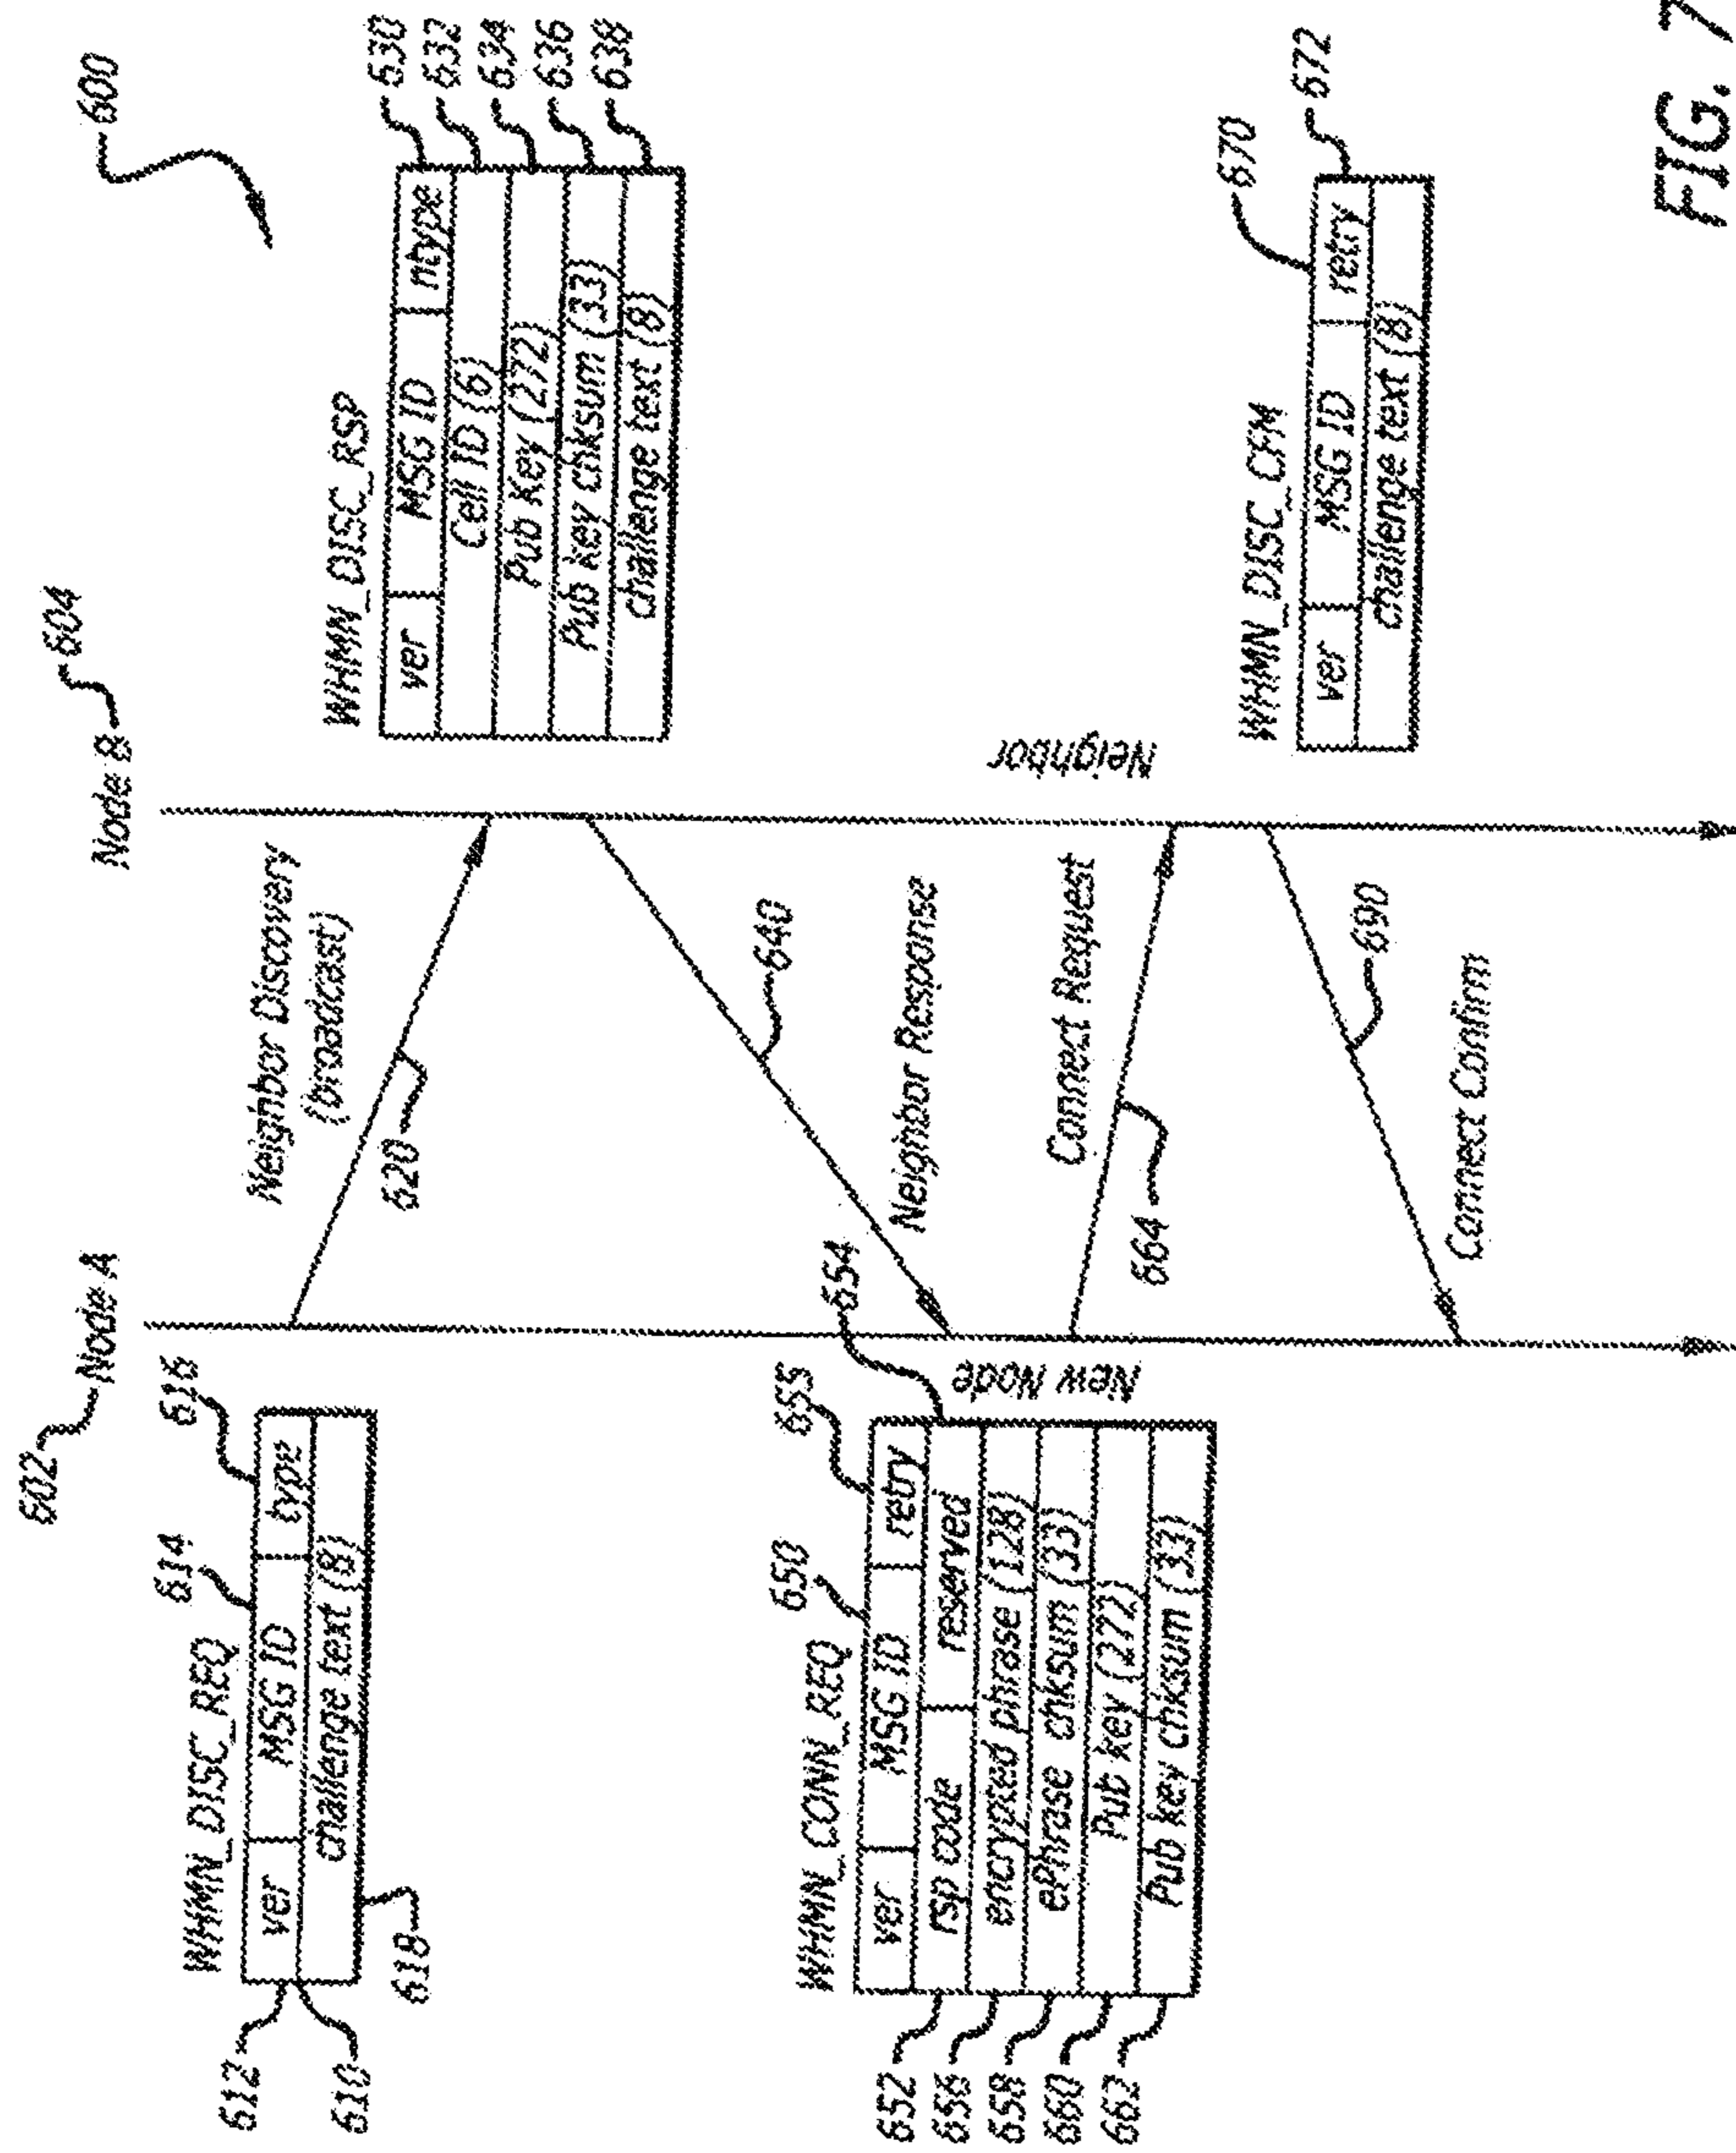 602
Node A
Node B
604
600
WHMN_DISC_REQ
614
616
ver
MSG ID
type
challenge text (8)
612
610
618
Neighbor Discovery
(broadcast)
620
WHMN_DISC_RSP
ver
MSG ID
ntype
Cell ID (6)
Pub Key (272)
Pub key chksum (33)
challenge text (8)
630
632
634
636
638
640
Neighbor Response
New Node
Neighbor
WHMN_CONN_REQ
650
655
654
ver
MSG ID
retry
rsp code
reserved
encrypted phrase (128)
ePhrase chksum (33)
Pub key (272)
Pub key chksum (33)
652
656
658
660
662
Connect Request
664
WHMN_DISC_CFM
670
672
ver
MSG ID
retry
challenge text (8)
690
Connect Confirm
FIG. 7